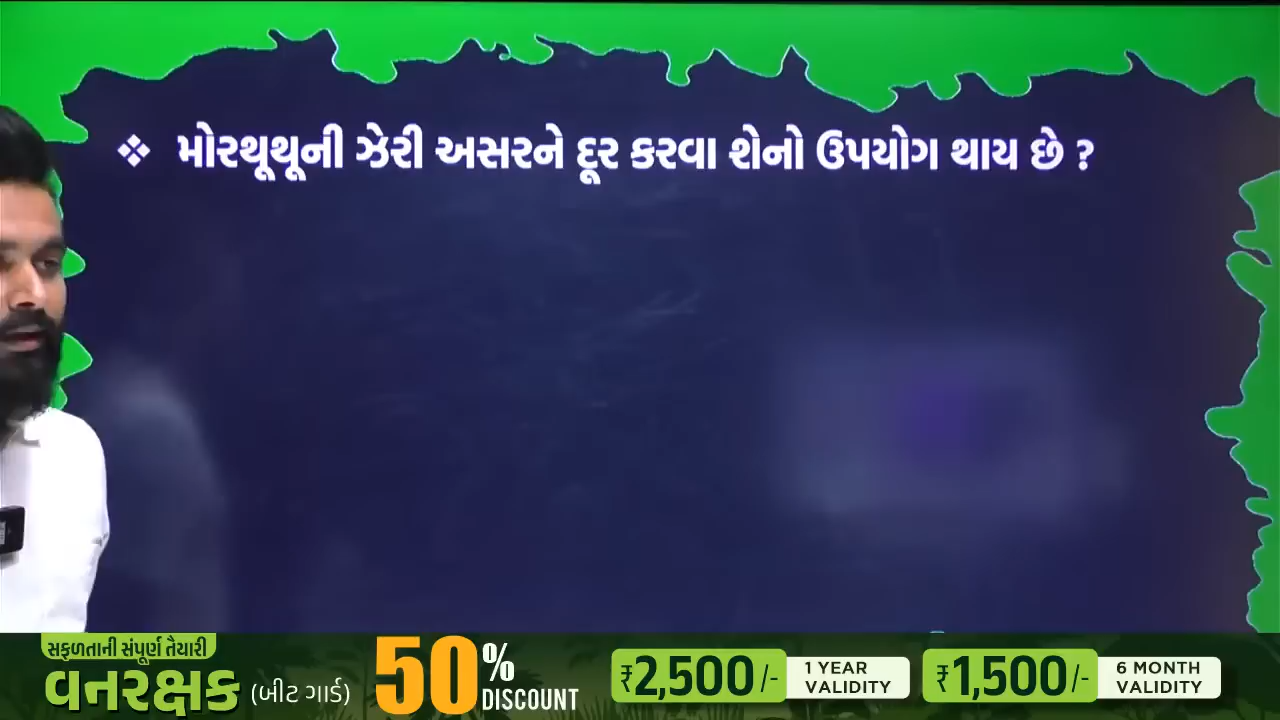 ❖ મોરથૂથૂની ઝેરી અસરને દૂર કરવા શેનો ઉપયોગ થાય છે ?
સફળતાની સંપૂર્ણ તૈયારી
વનરક્ષક (બીટ ગાર્ડ)
50% DISCOUNT
₹2,500/- 1 YEAR VALIDITY
₹1,500/- 6 MONTH VALIDITY